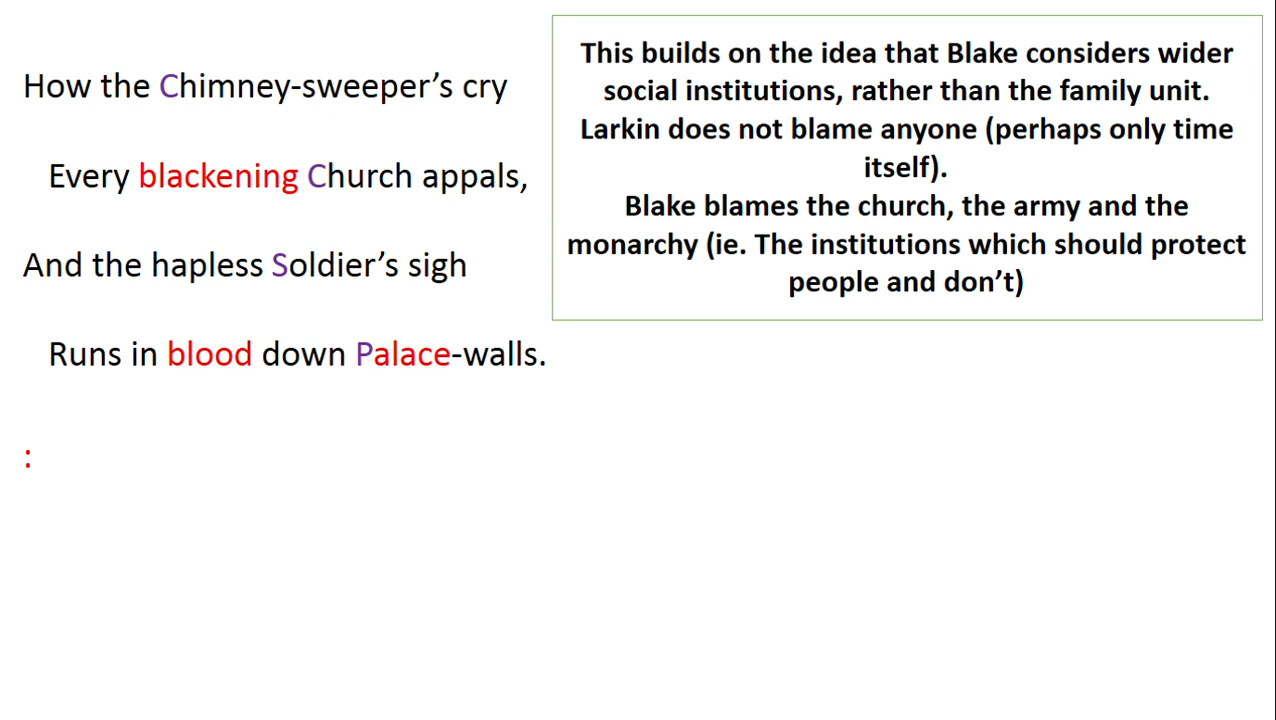 How the Chimney-sweeper’s cry
Every blackening Church appals,
And the hapless Soldier’s sigh
Runs in blood down Palace-walls.
:
This builds on the idea that Blake considers wider
social institutions, rather than the family unit.
Larkin does not blame anyone (perhaps only time
itself).
Blake blames the church, the army and the
monarchy (ie. The institutions which should protect
people and don’t)